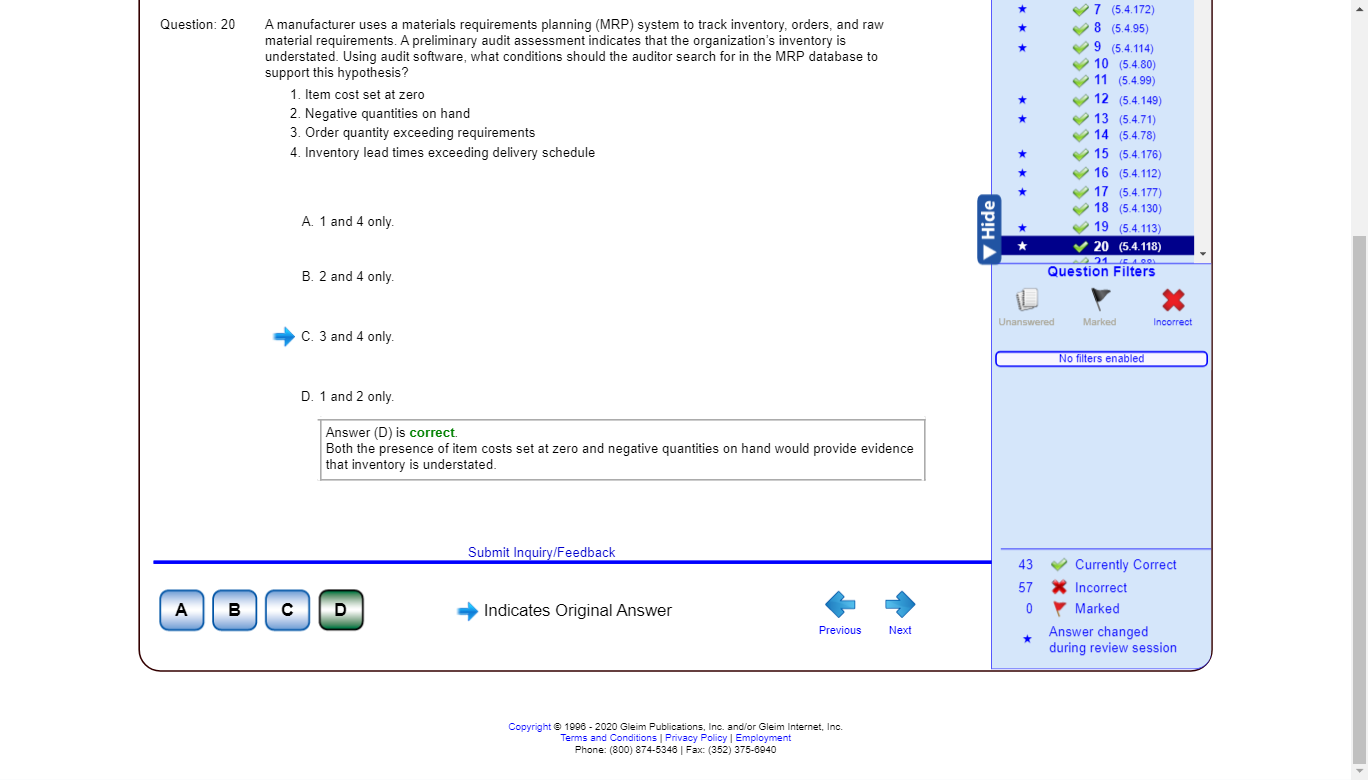 Question: 20
A manufacturer uses a materials requirements planning (MRP) system to track inventory, orders, and raw
material requirements. A preliminary audit assessment indicates that the organization's inventory is
understated. Using audit software, what conditions should the auditor search for in the MRP database to
support this hypothesis?
1. Item cost set at zero
2. Negative quantities on hand
3. Order quantity exceeding requirements
4. Inventory lead times exceeding delivery schedule
A. 1 and 4 only.
B. 2 and 4 only.
C. 3 and 4 only.
D. 1 and 2 only.
Answer (D) is correct.
Both the presence of item costs set at zero and negative quantities on hand would provide evidence
that inventory is understated.
Submit Inquiry/Feedback
A B C D
Indicates Original Answer
Previous Next
7 (5.4.172)
8 (5.4.95)
9 (5.4.114)
10 (5.4.80)
11 (5.4.99)
12 (5.4.149)
13 (5.4.71)
14 (5.4.78)
15 (5.4.176)
16 (5.4.112)
17 (5.4.177)
18 (5.4.130)
19 (5.4.113)
20 (5.4.118)
21 (5.4.88)
Hide
Question Filters
Unanswered Marked Incorrect
No filters enabled
43 Currently Correct
57 Incorrect
0 Marked
Answer changed
during review session
Copyright © 1996 - 2020 Gleim Publications, Inc. and/or Gleim Internet, Inc.
Terms and Conditions | Privacy Policy | Employment
Phone: (800) 874-5346 | Fax: (352) 375-6940